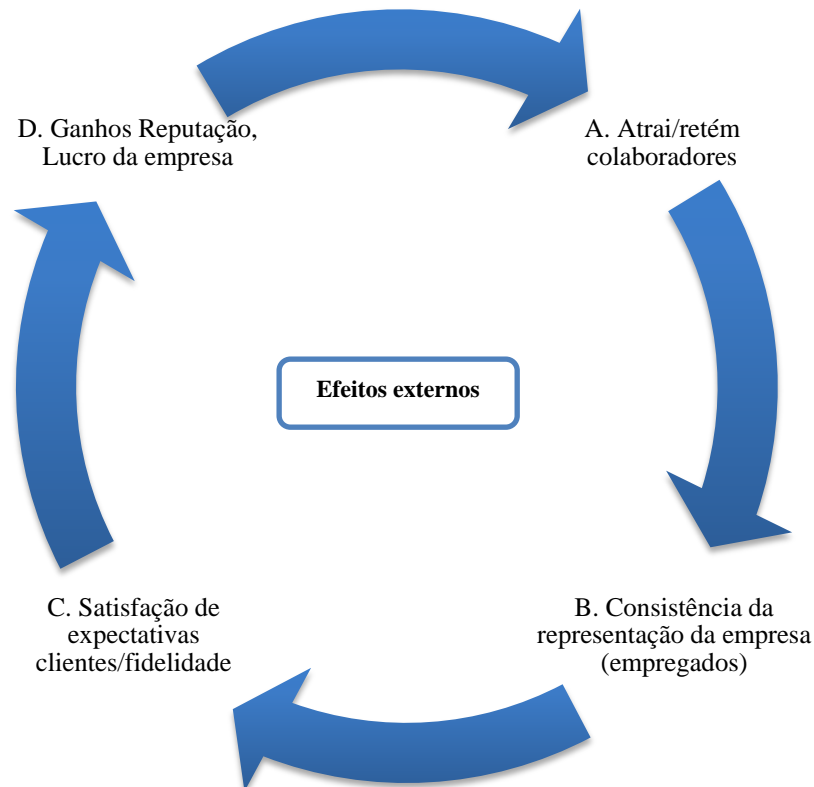 D. Ganhos Reputação,
Lucro da empresa
A. Atrai/retém
colaboradores
Efeitos externos
C. Satisfação de
expectativas
clientes/fidelidade
B. Consistência da
representação da empresa
(empregados)